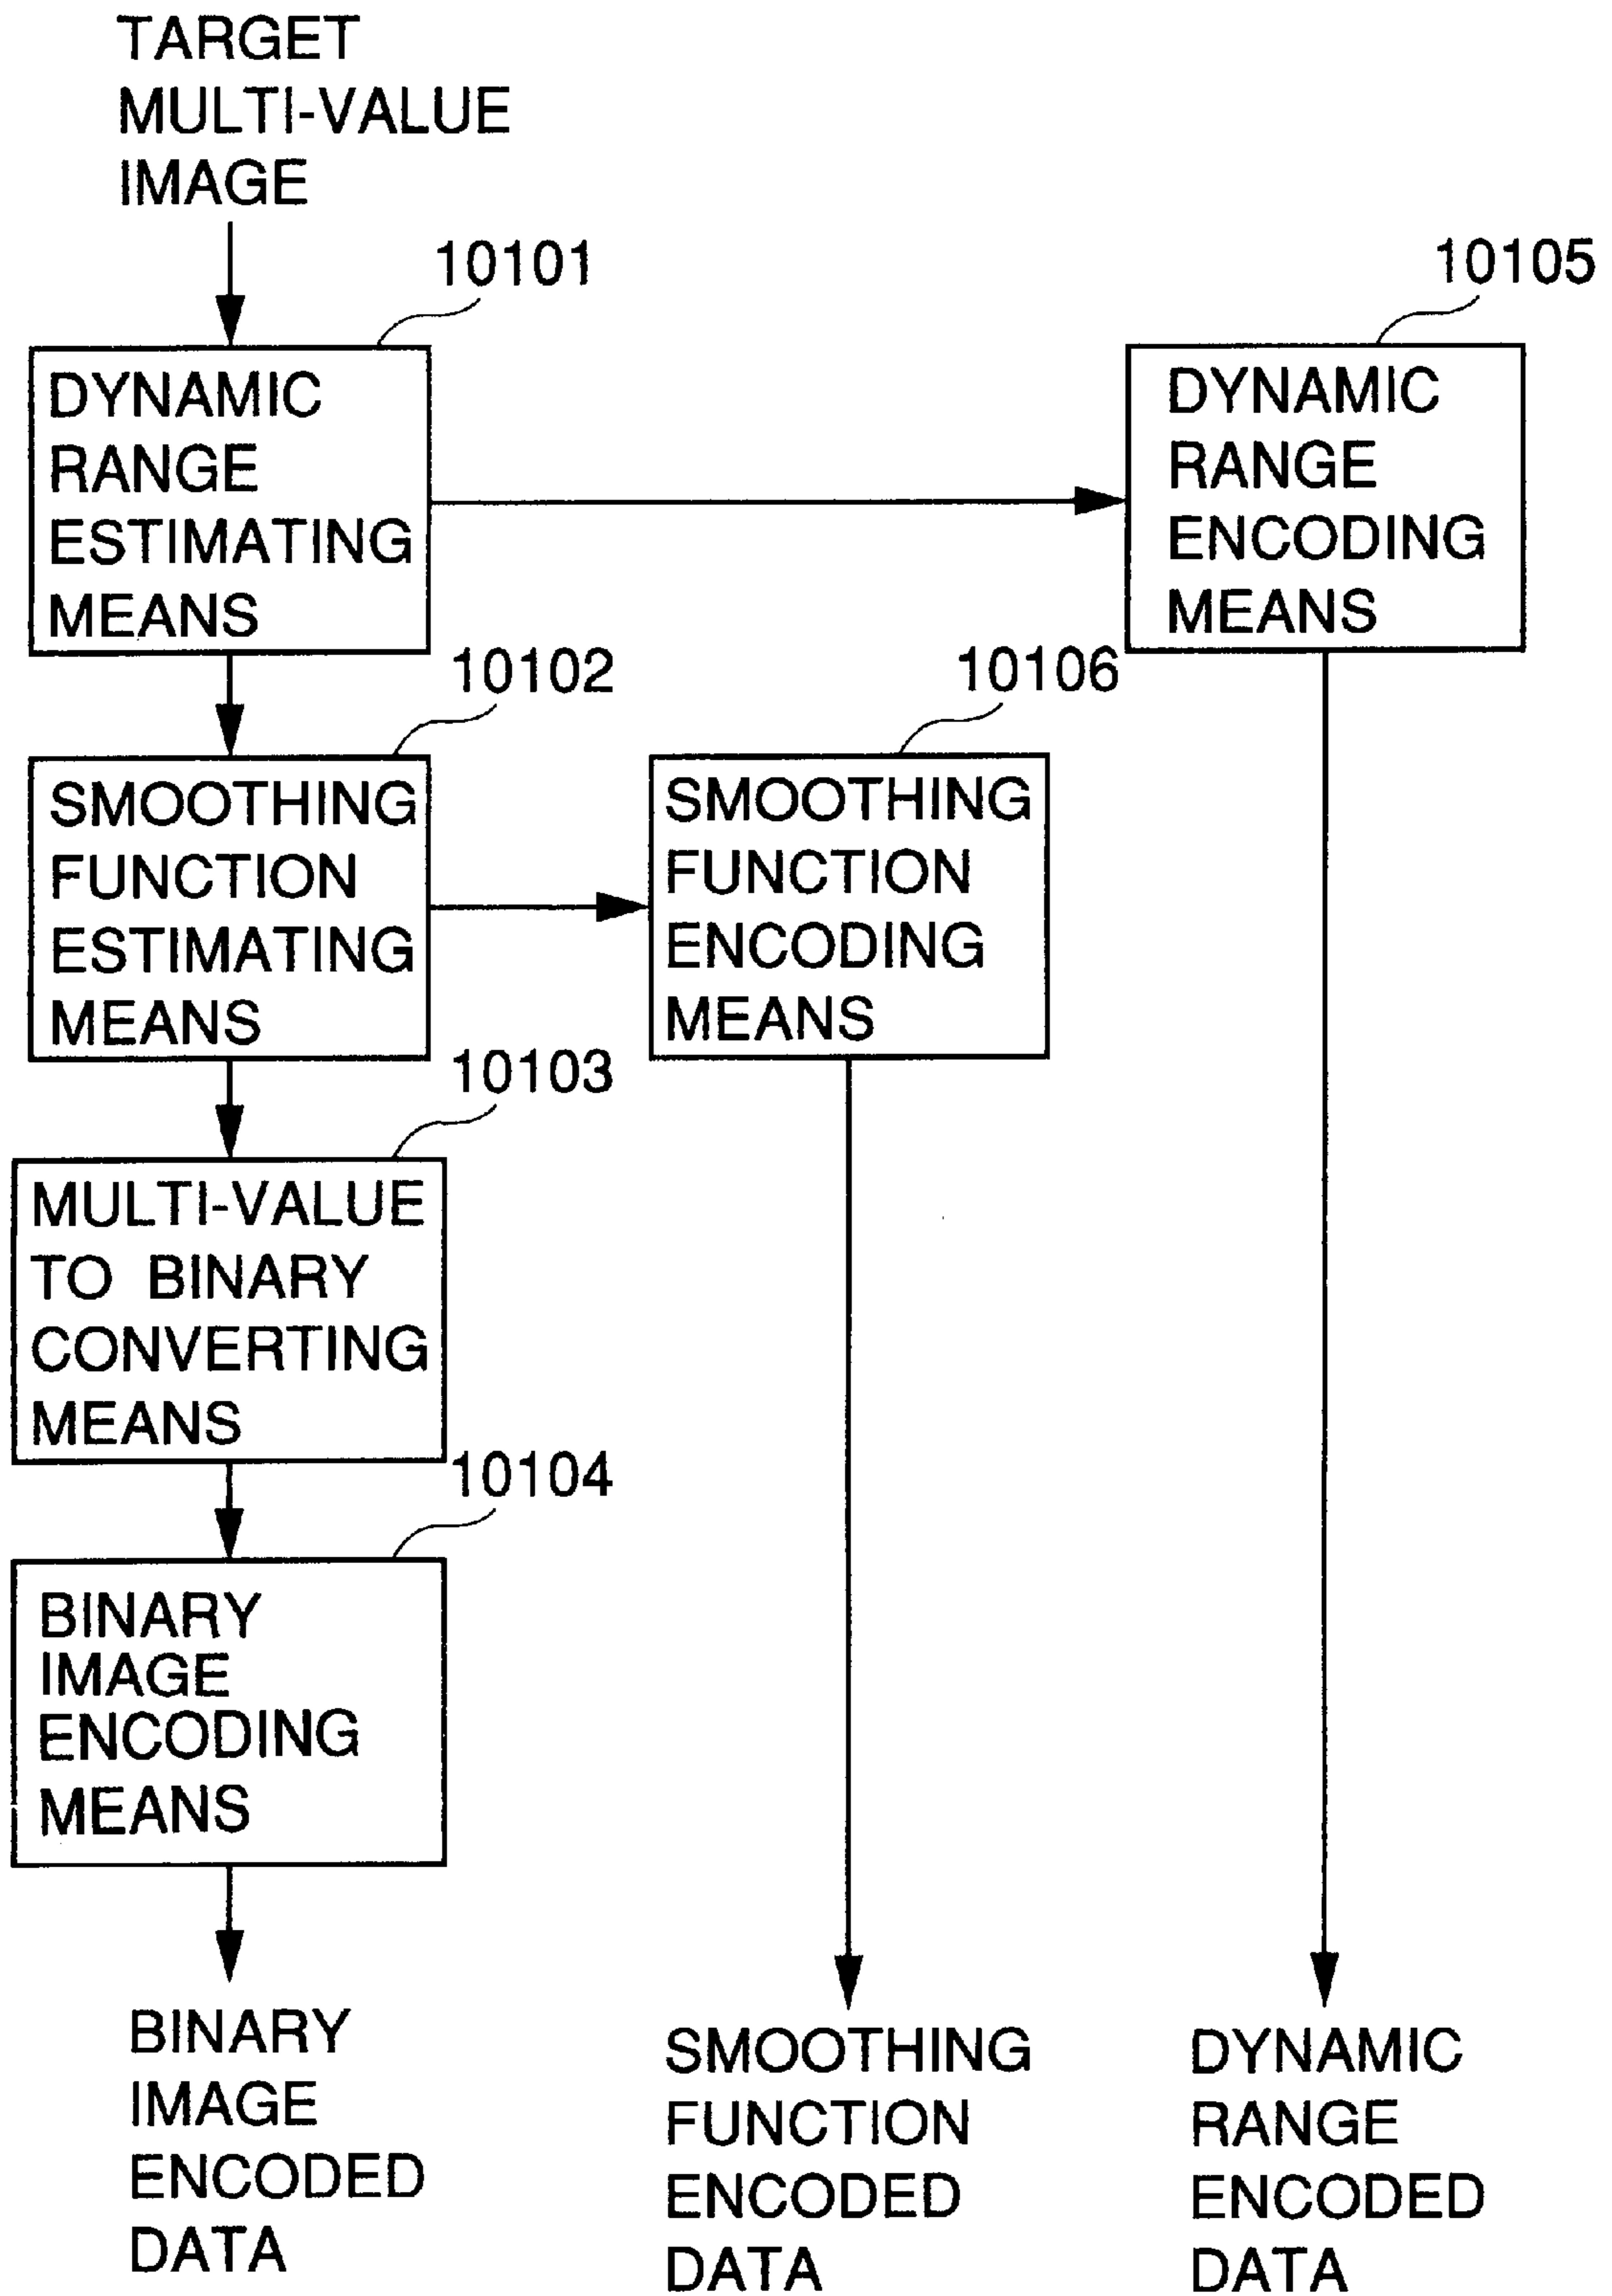 TARGET
MULTI-VALUE
IMAGE
10101
10105
DYNAMIC
RANGE
ESTIMATING
MEANS
DYNAMIC
RANGE
ENCODING
MEANS
10102
10106
SMOOTHING
FUNCTION
ESTIMATING
MEANS
SMOOTHING
FUNCTION
ENCODING
MEANS
10103
MULTI-VALUE
TO BINARY
CONVERTING
MEANS
10104
BINARY
IMAGE
ENCODING
MEANS
BINARY
IMAGE
ENCODED
DATA
SMOOTHING
FUNCTION
ENCODED
DATA
DYNAMIC
RANGE
ENCODED
DATA